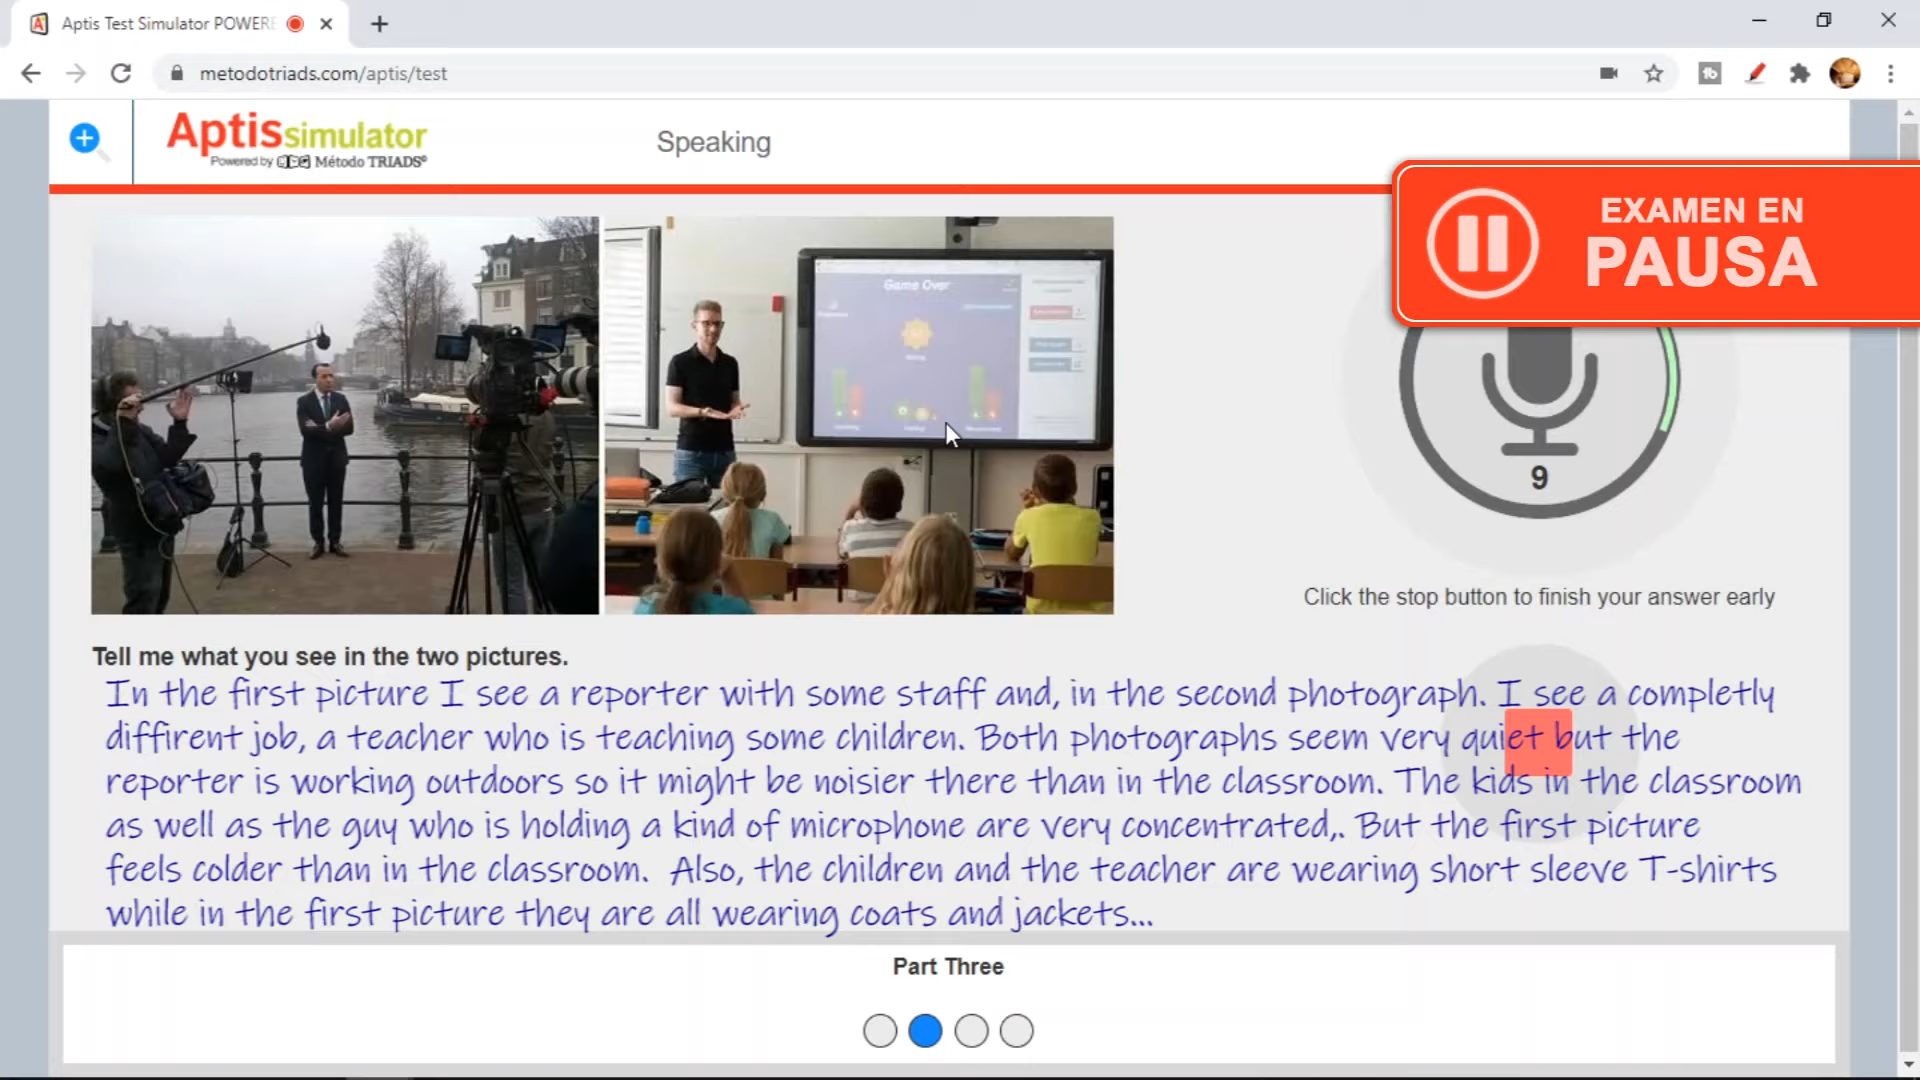 Aptis Test Simulator POWERE
metodotriads.com/aptis/test
Aptis simulator
Powered by Método TRIADS®
Speaking
EXAMEN EN
PAUSA
Game Over
9
Click the stop button to finish your answer early
Tell me what you see in the two pictures.
In the first picture I see a reporter with some staff and, in the second photograph. I see a completly
diffirent job, a teacher who is teaching some children. Both photographs seem very quiet but the
reporter is working outdoors so it might be noisier there than in the classroom. The kids in the classroom
as well as the guy who is holding a kind of microphone are very concentrated,. But the first picture
feels colder than in the classroom. Also, the children and the teacher are wearing short sleeve T-shirts
while in the first picture they are all wearing coats and jackets...
Part Three